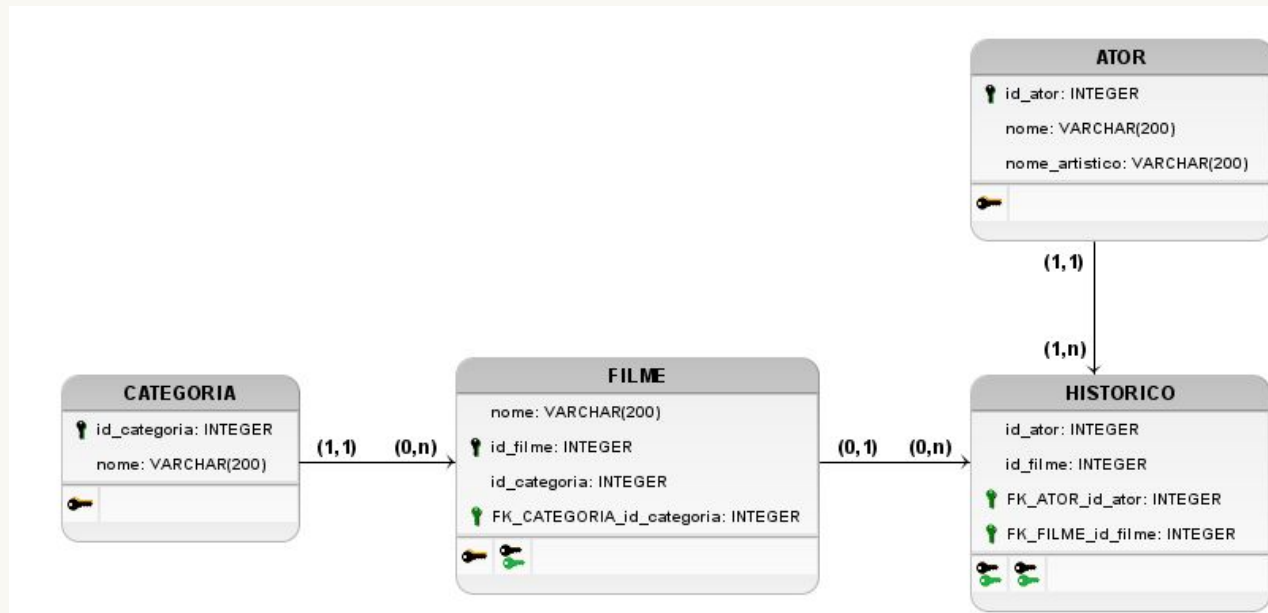 ATOR
id_ator: INTEGER
nome: VARCHAR(200)
nome_artistico: VARCHAR(200)
(1,1)
(1,n)
CATEGORIA
id_categoria: INTEGER
nome: VARCHAR(200)
(1,1)
(0,n)
FILME
nome: VARCHAR(200)
id_filme: INTEGER
id_categoria: INTEGER
FK_CATEGORIA_id_categoria: INTEGER
(0,1)
(0,n)
HISTORICO
id_ator: INTEGER
id_filme: INTEGER
FK_ATOR_id_ator: INTEGER
FK_FILME_id_filme: INTEGER